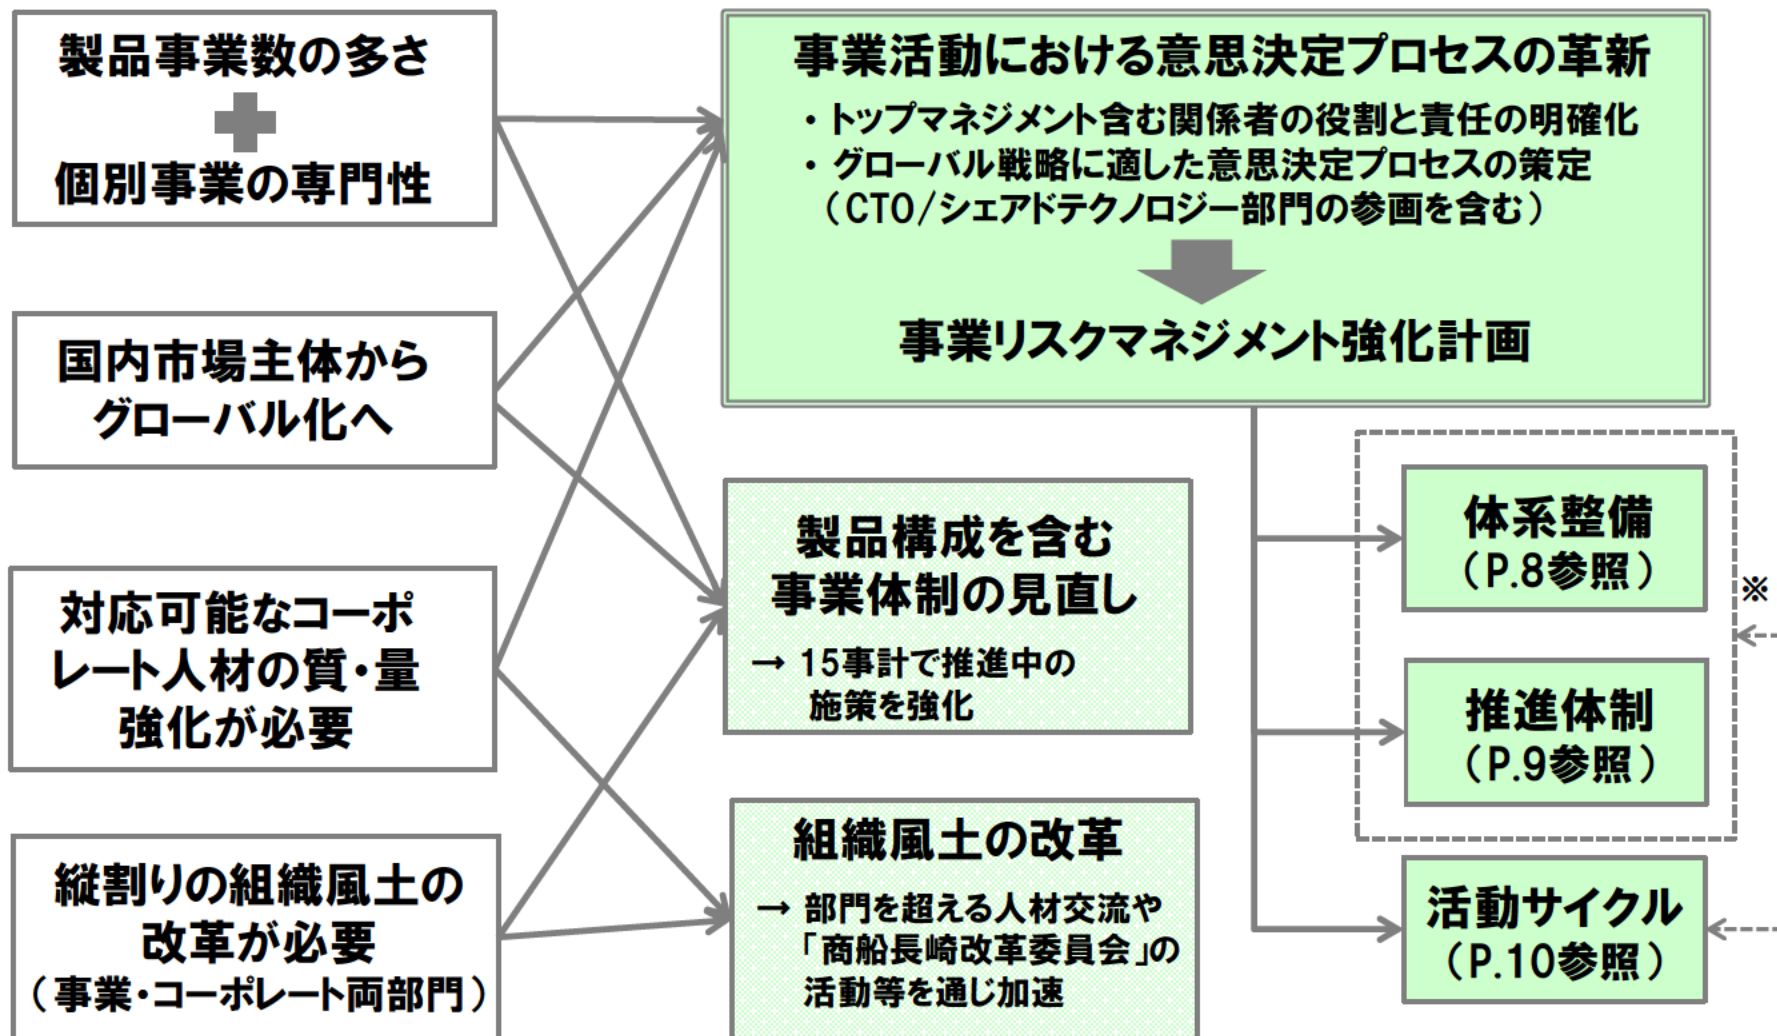 製品事業数の多さ
個別事業の専門性
国内市場主体から
グローバル化へ
対応可能なコーポ
レート人材の質・量
強化が必要
縦割りの組織風土の
改革が必要
（事業・コーポレート両部門）
事業活動における意思決定プロセスの革新
・トップマネジメント含む関係者の役割と責任の明確化
・グローバル戦略に適した意思決定プロセスの策定
（CTO/シェアドテクノロジー部門の参画を含む）
事業リスクマネジメント強化計画
製品構成を含む
事業体制の見直し
→ 15事計で推進中の
施策を強化
組織風土の改革
→ 部門を超える人材交流や
「商船長崎改革委員会」の
活動等を通じ加速
体系整備
（P.8参照）
※
推進体制
（P.9参照）
活動サイクル
（P.10参照）